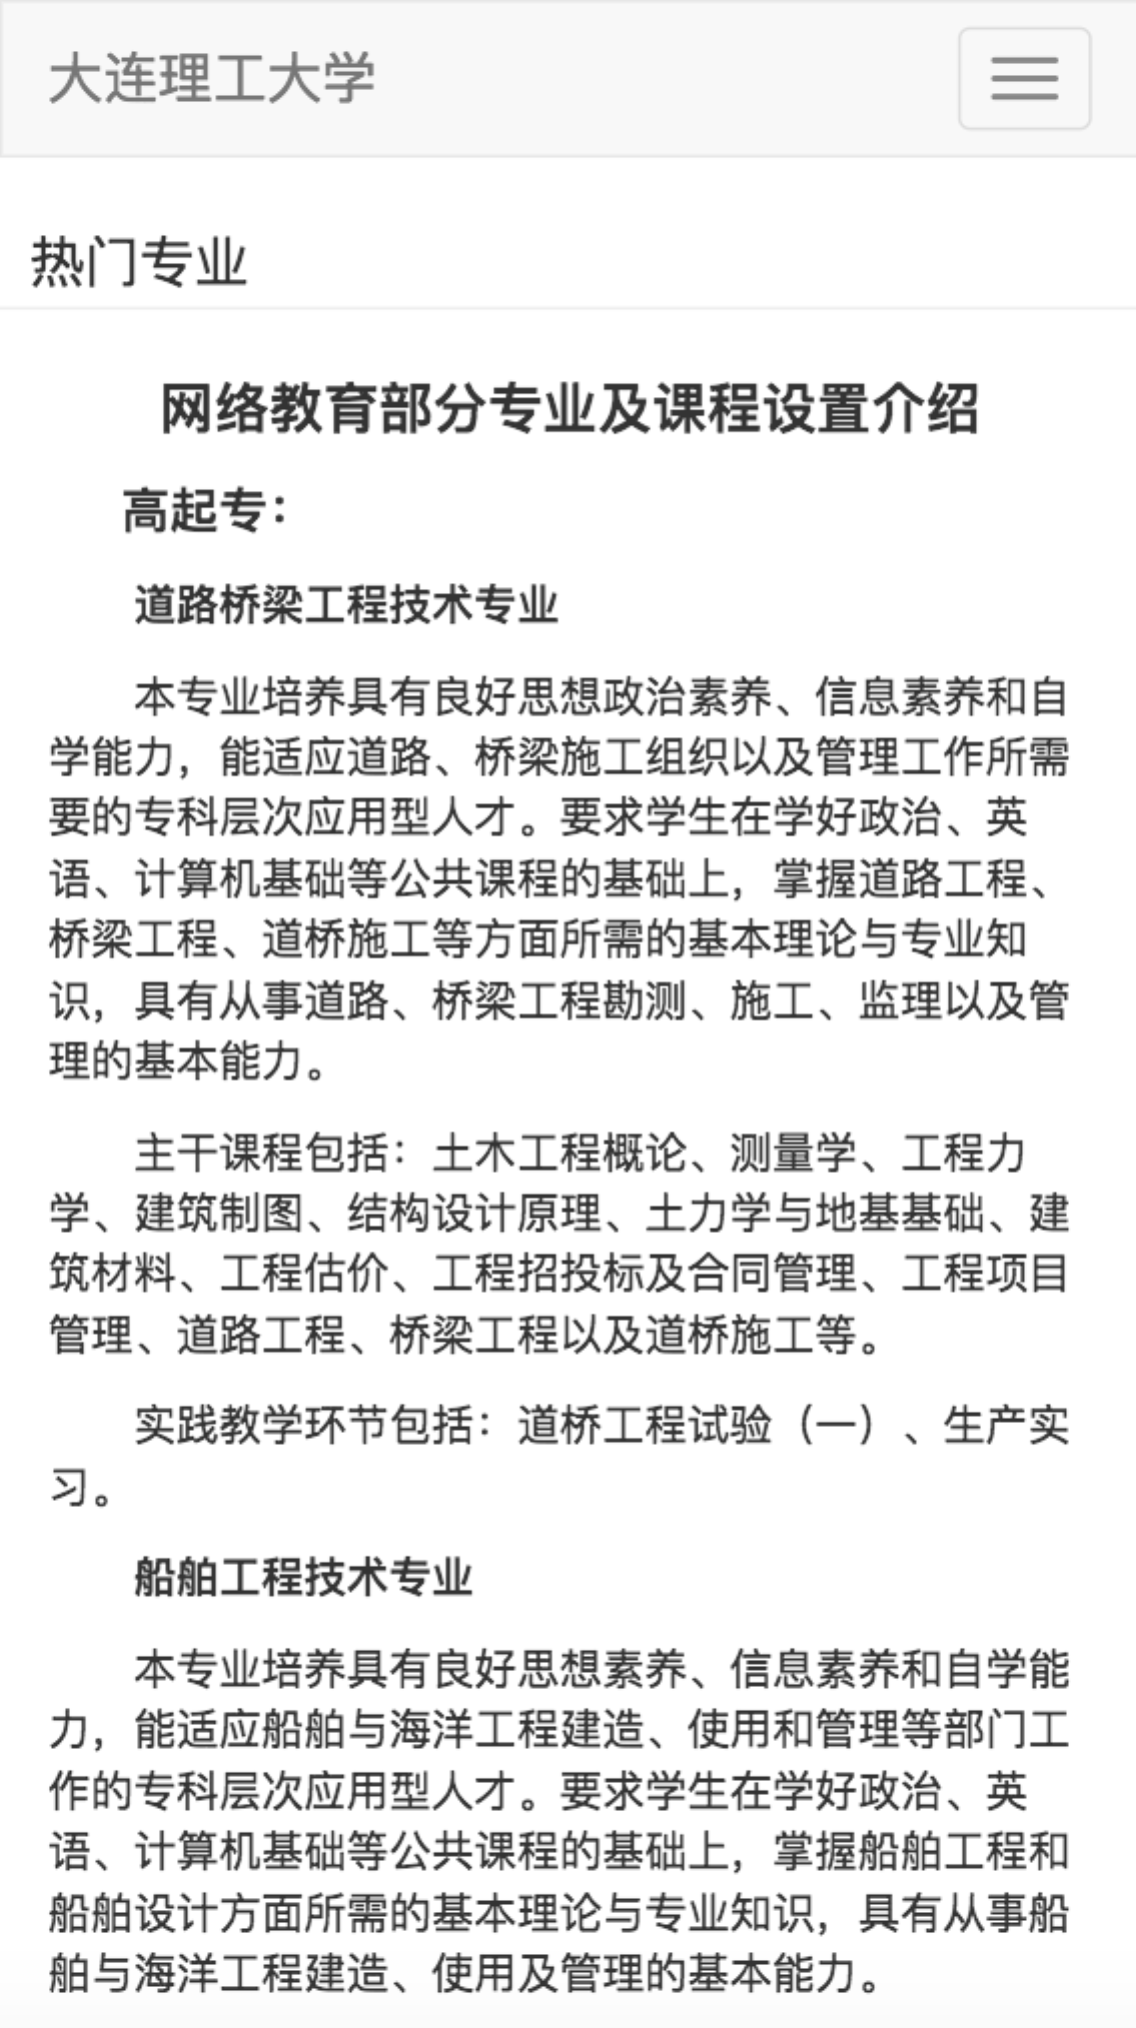 大连理工大学
热门专业
网络教育部分专业及课程设置介绍
高起专：
道路桥梁工程技术专业
本专业培养具有良好思想政治素养、信息素养和自
学能力，能适应道路、桥梁施工组织以及管理工作所需
要的专科层次应用型人才。要求学生在学好政治、英
语、计算机基础等公共课程的基础上，掌握道路工程、
桥梁工程、道桥施工等方面所需的基本理论与专业知
识，具有从事道路、桥梁工程勘测、施工、监理以及管
理的基本能力。
主干课程包括：土木工程概论、测量学、工程力
学、建筑制图、结构设计原理、土力学与地基基础、建
筑材料、工程估价、工程招投标及合同管理、工程项目
管理、道路工程、桥梁工程以及道桥施工等。
实践教学环节包括：道桥工程试验（一）、生产实
习。
船舶工程技术专业
本专业培养具有良好思想素养、信息素养和自学能
力，能适应船舶与海洋工程建造、使用和管理等部门工
作的专科层次应用型人才。要求学生在学好政治、英
语、计算机基础等公共课程的基础上，掌握船舶工程和
船舶设计方面所需的基本理论与专业知识，具有从事船
舶与海洋工程建造、使用及管理的基本能力。